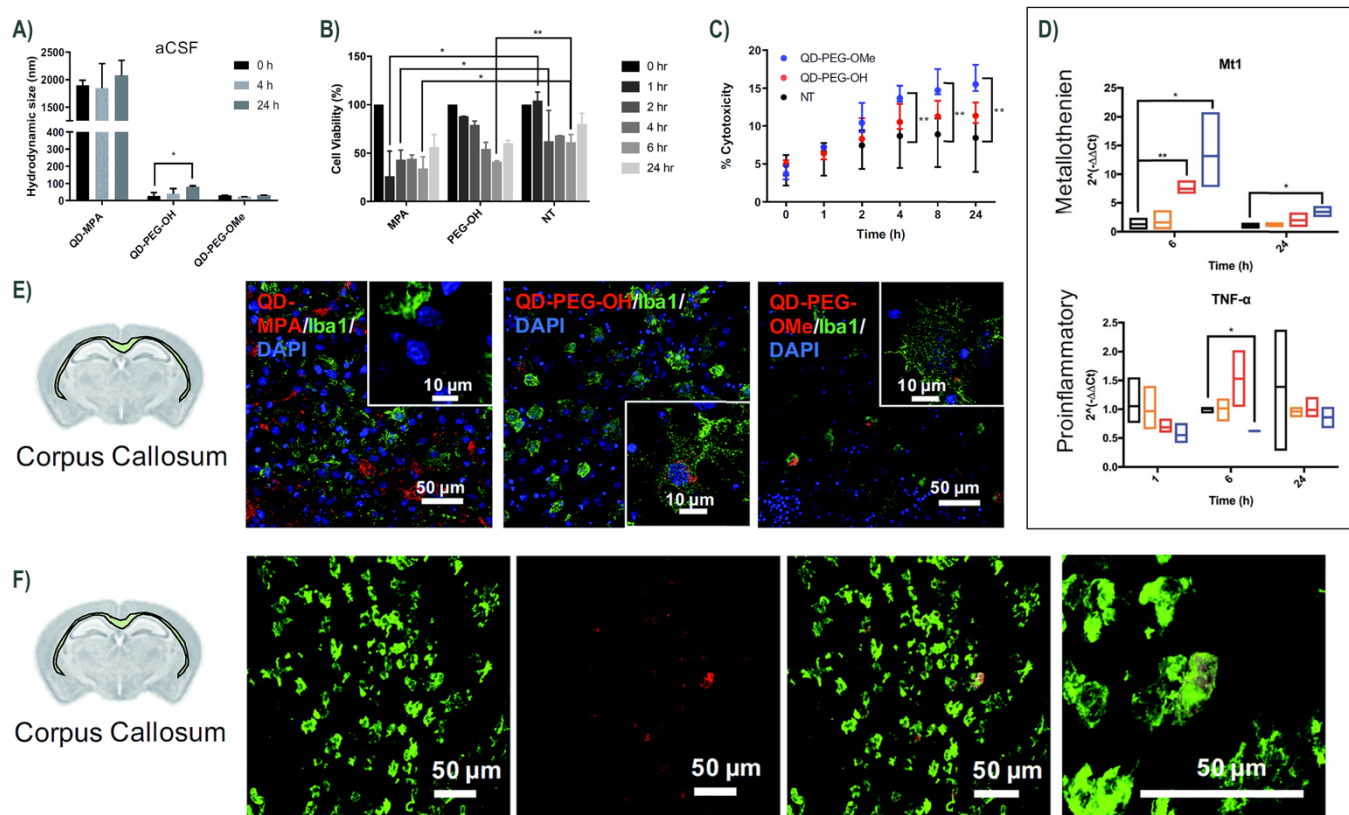 A)
aCSF
Hydrodynamic size (nm)
2500
2000
1500
1000
500
400
300
200
100
0
0 h
4 h
24 h
*
QD-MPA
QD-PEG-OH
QD-PEG-OMe
B)
Cell Viability (%)
150
100
50
0
*
*
*
**
0 hr
1 hr
2 hr
4 hr
6 hr
24 hr
MPA
PEG-OH
NT
C)
% Cytotoxicity
20
15
10
5
0
QD-PEG-OMe
QD-PEG-OH
NT
**
**
**
0 1 2 4 8 24
Time (h)
D)
Mt1
Metallothenien
2^(-ΔΔCt)
25
20
15
10
5
0
*
**
*
6 24
Time (h)
TNF-α
Proinflammatory
2^(-ΔΔCt)
2.5
2.0
1.5
1.0
0.5
0.0
*
1 6 24
Time (h)
E)
Corpus Callosum
QD-
MPA/Iba1/
DAPI
10 µm
50 µm
QD-PEG-OH/Iba1/
DAPI
10 µm
50 µm
QD-PEG-
OMe/Iba1/
DAPI
10 µm
50 µm
F)
Corpus Callosum
50 µm
50 µm
50 µm
50 µm